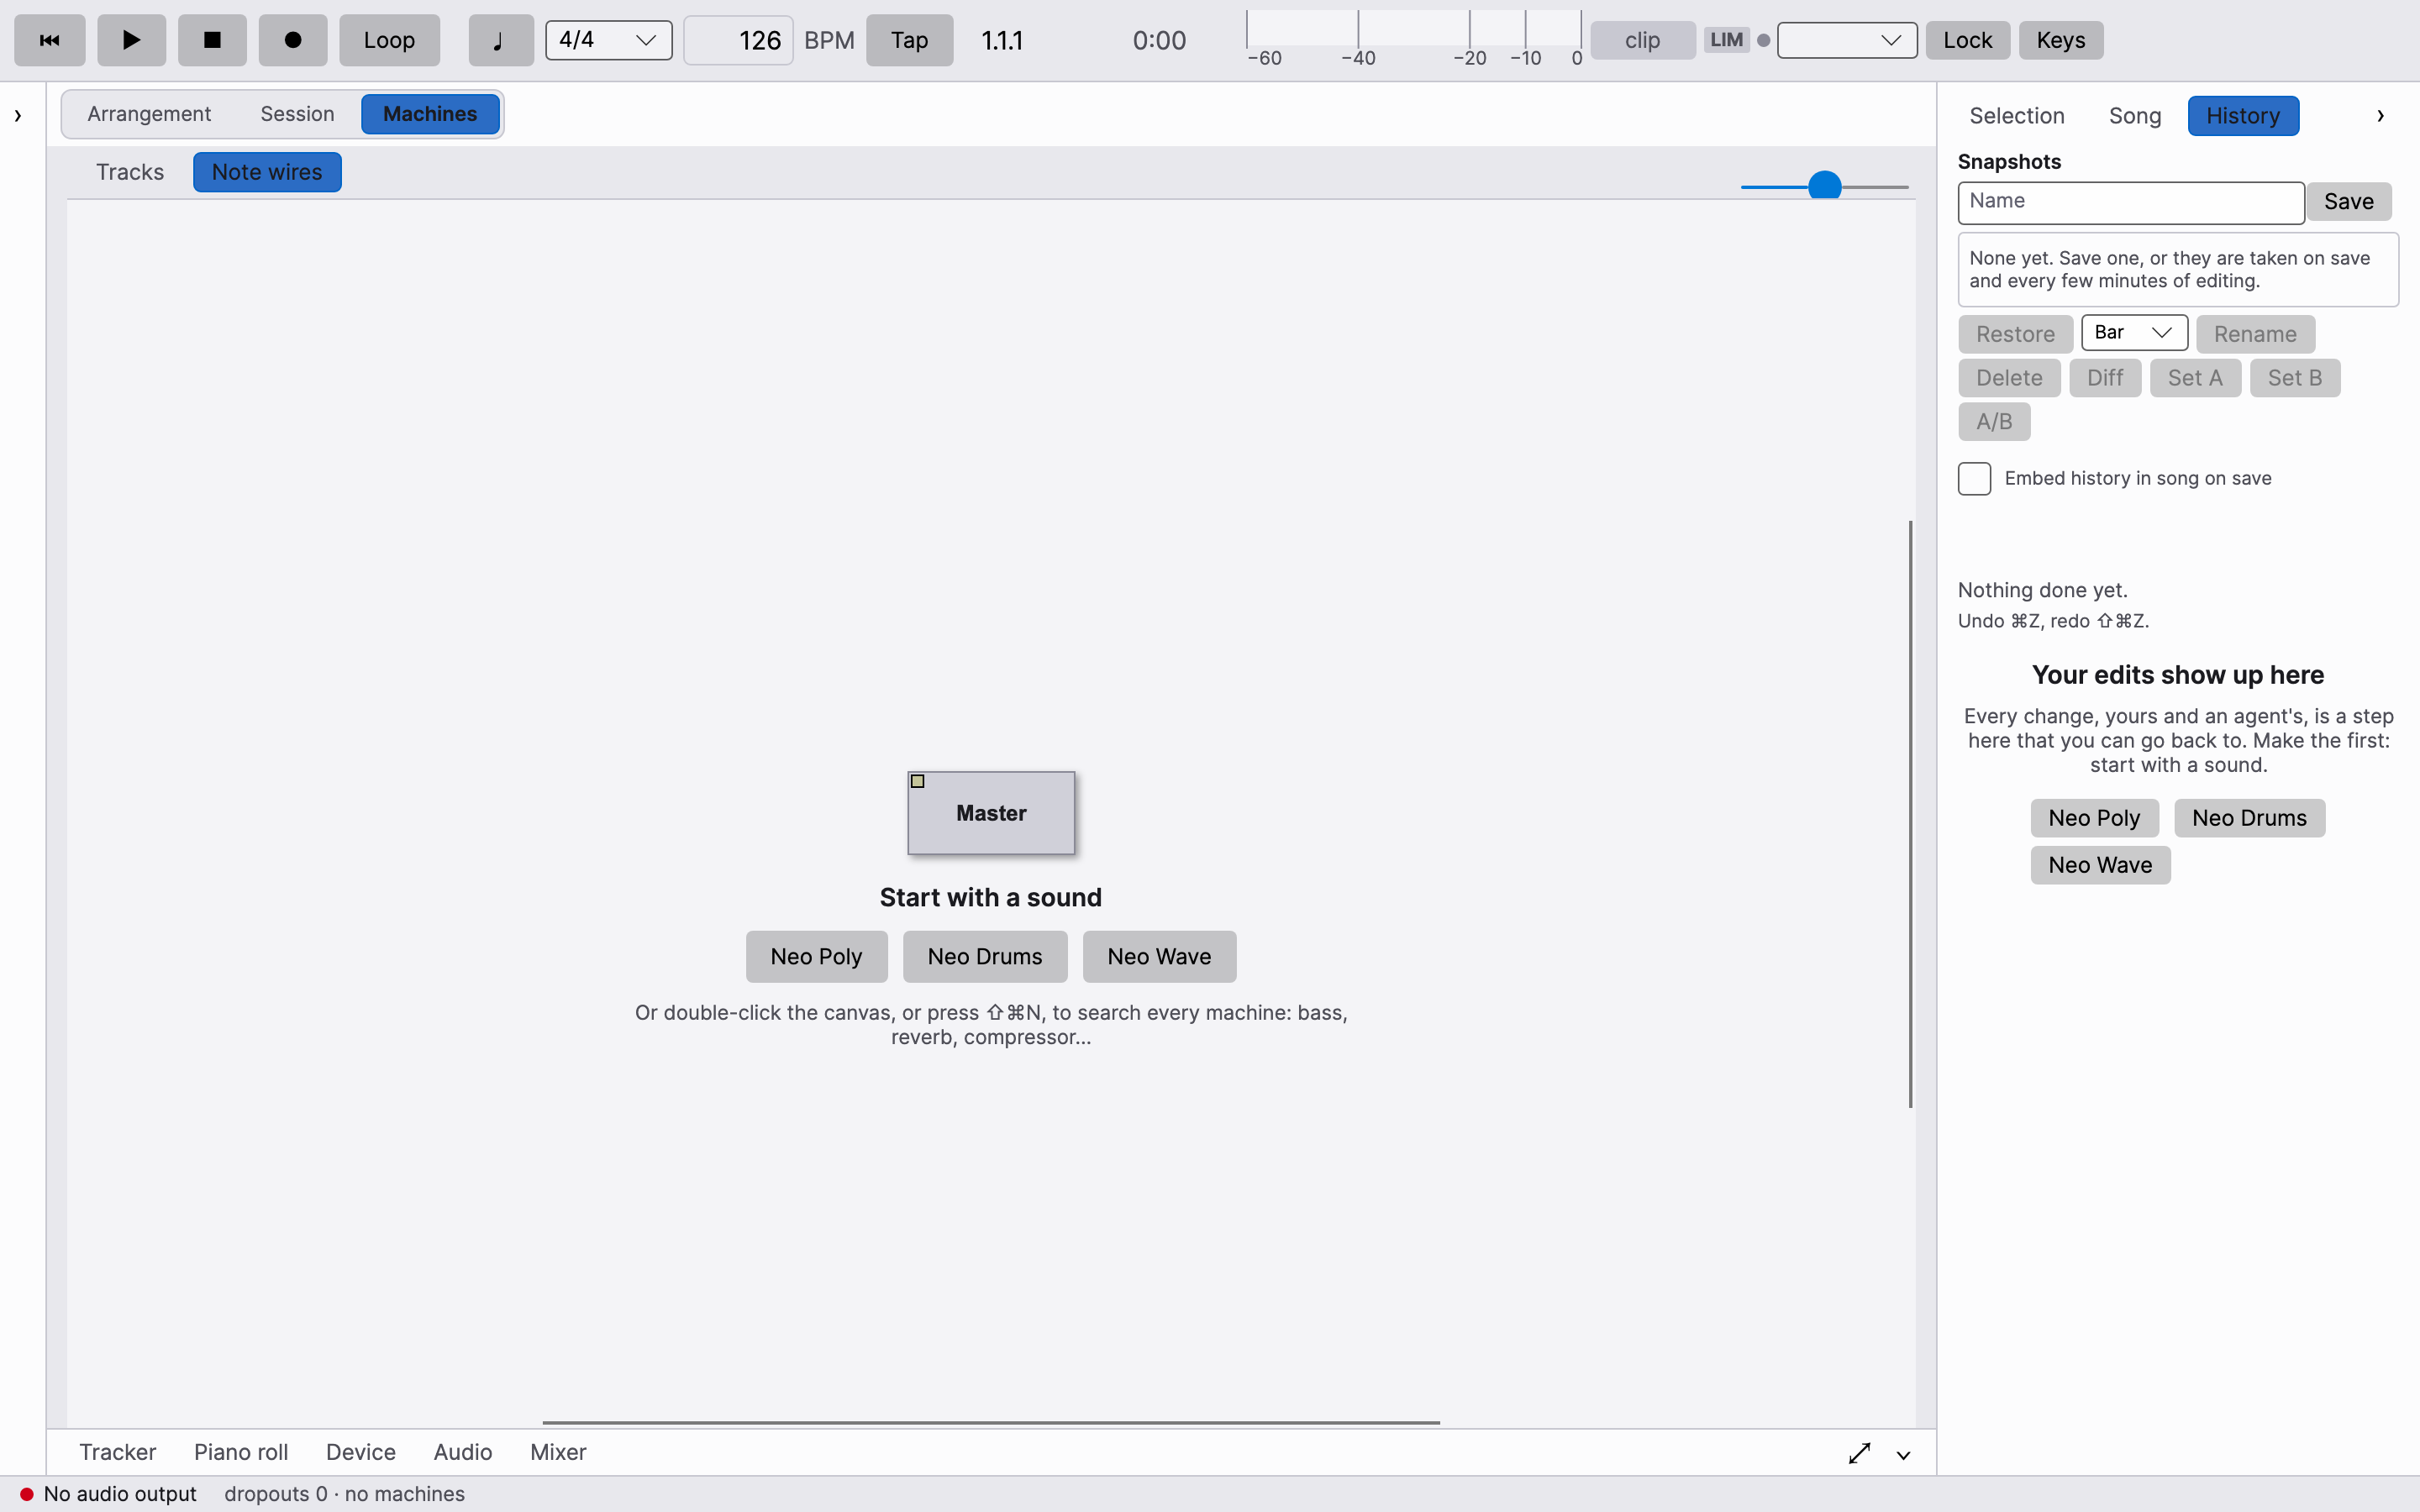 Loop
4/4
126 BPM
Tap
1.1.1
0:00
−60 −40 −20 −10 0
clip
LIM
Lock
Keys
Arrangement
Session
Machines
Tracks
Note wires
Master
Start with a sound
Neo Poly
Neo Drums
Neo Wave
Or double-click the canvas, or press ⇧⌘N, to search every machine: bass,
reverb, compressor...
Selection
Song
History
Snapshots
Name
Save
None yet. Save one, or they are taken on save
and every few minutes of editing.
Restore
Bar
Rename
Delete
Diff
Set A
Set B
A/B
Embed history in song on save
Nothing done yet.
Undo ⌘Z, redo ⇧⌘Z.
Your edits show up here
Every change, yours and an agent's, is a step
here that you can go back to. Make the first:
start with a sound.
Neo Poly
Neo Drums
Neo Wave
Tracker
Piano roll
Device
Audio
Mixer
No audio output
dropouts 0 · no machines